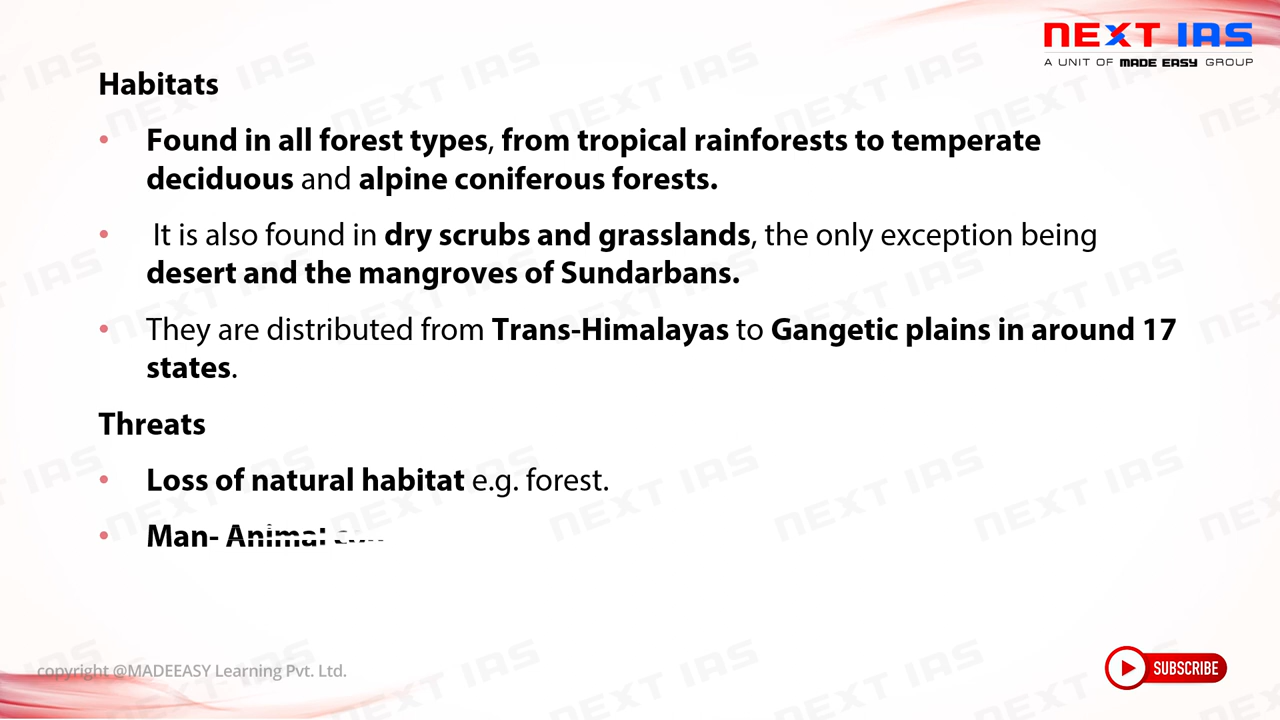 NEXT IAS
A UNIT OF MADE EASY GROUP
Habitats
• Found in all forest types, from tropical rainforests to temperate
deciduous and alpine coniferous forests.
• It is also found in dry scrubs and grasslands, the only exception being
desert and the mangroves of Sundarbans.
• They are distributed from Trans-Himalayas to Gangetic plains in around 17
states.
Threats
• Loss of natural habitat e.g. forest.
• Man- Animal
copyright @MADEEASY Learning Pvt. Ltd.
SUBSCRIBE